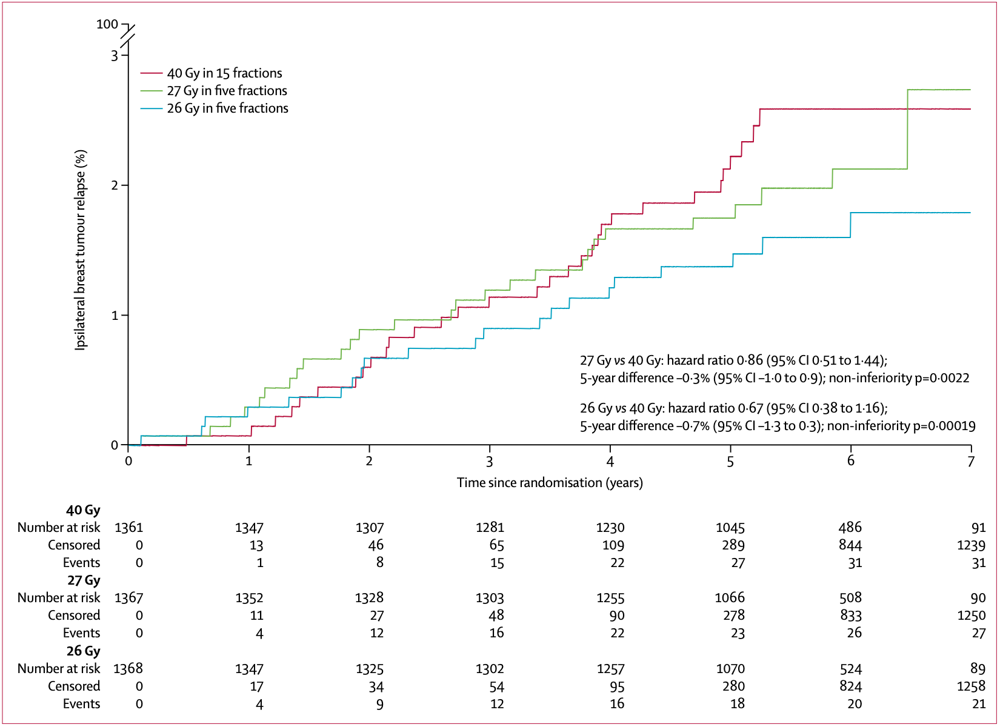 100
3
40 Gy in 15 fractions
27 Gy in five fractions
26 Gy in five fractions
Ipsilateral breast tumour relapse (%)
2
1
27 Gy vs 40 Gy: hazard ratio 0·86 (95% CI 0·51 to 1·44);
5-year difference –0·3% (95% CI –1·0 to 0·9); non-inferiority p=0·0022
26 Gy vs 40 Gy: hazard ratio 0·67 (95% CI 0·38 to 1·16);
5-year difference –0·7% (95% CI –1·3 to 0·3); non-inferiority p=0·00019
0
0 1 2 3 4 5 6 7
Time since randomisation (years)
40 Gy
Number at risk 1361 1347 1307 1281 1230 1045 486 91
Censored 0 13 46 65 109 289 844 1239
Events 0 1 8 15 22 27 31 31
27 Gy
Number at risk 1367 1352 1328 1303 1255 1066 508 90
Censored 0 11 27 48 90 278 833 1250
Events 0 4 12 16 22 23 26 27
26 Gy
Number at risk 1368 1347 1325 1302 1257 1070 524 89
Censored 0 17 34 54 95 280 824 1258
Events 0 4 9 12 16 18 20 21